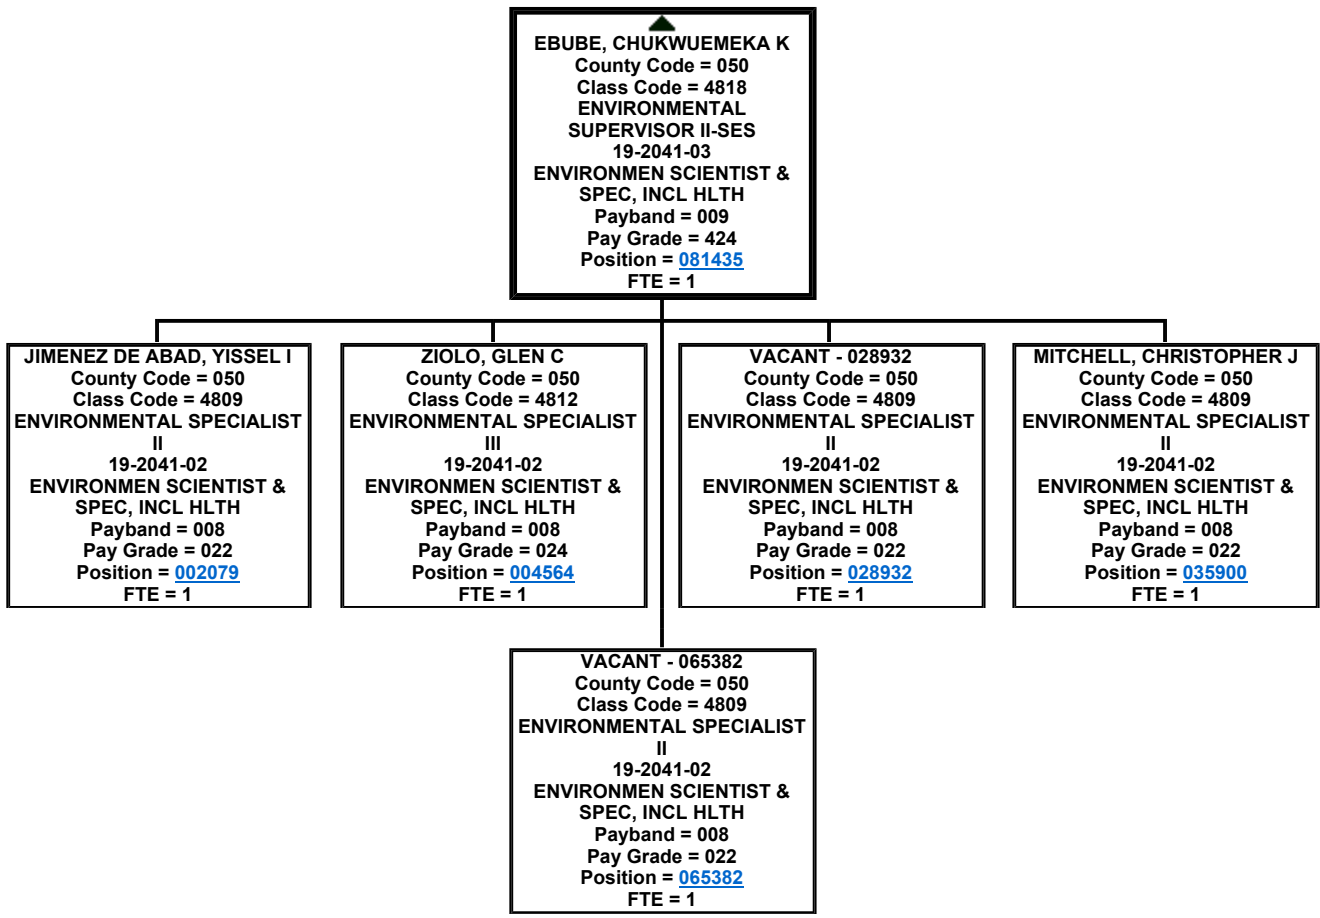 EBUBE, CHUKWUEMEKA K
County Code = 050
Class Code = 4818
ENVIRONMENTAL
SUPERVISOR II-SES
19-2041-03
ENVIRONMEN SCIENTIST &
SPEC, INCL HLTH
Payband = 009
Pay Grade = 424
Position = 081435
FTE = 1
JIMENEZ DE ABAD, YISSEL I
County Code = 050
Class Code = 4809
ENVIRONMENTAL SPECIALIST
II
19-2041-02
ENVIRONMEN SCIENTIST &
SPEC, INCL HLTH
Payband = 008
Pay Grade = 022
Position = 002079
FTE = 1
ZIOLO, GLEN C
County Code = 050
Class Code = 4812
ENVIRONMENTAL SPECIALIST
III
19-2041-02
ENVIRONMEN SCIENTIST &
SPEC, INCL HLTH
Payband = 008
Pay Grade = 024
Position = 004564
FTE = 1
VACANT - 028932
County Code = 050
Class Code = 4809
ENVIRONMENTAL SPECIALIST
II
19-2041-02
ENVIRONMEN SCIENTIST &
SPEC, INCL HLTH
Payband = 008
Pay Grade = 022
Position = 028932
FTE = 1
MITCHELL, CHRISTOPHER J
County Code = 050
Class Code = 4809
ENVIRONMENTAL SPECIALIST
II
19-2041-02
ENVIRONMEN SCIENTIST &
SPEC, INCL HLTH
Payband = 008
Pay Grade = 022
Position = 035900
FTE = 1
VACANT - 065382
County Code = 050
Class Code = 4809
ENVIRONMENTAL SPECIALIST
II
19-2041-02
ENVIRONMEN SCIENTIST &
SPEC, INCL HLTH
Payband = 008
Pay Grade = 022
Position = 065382
FTE = 1